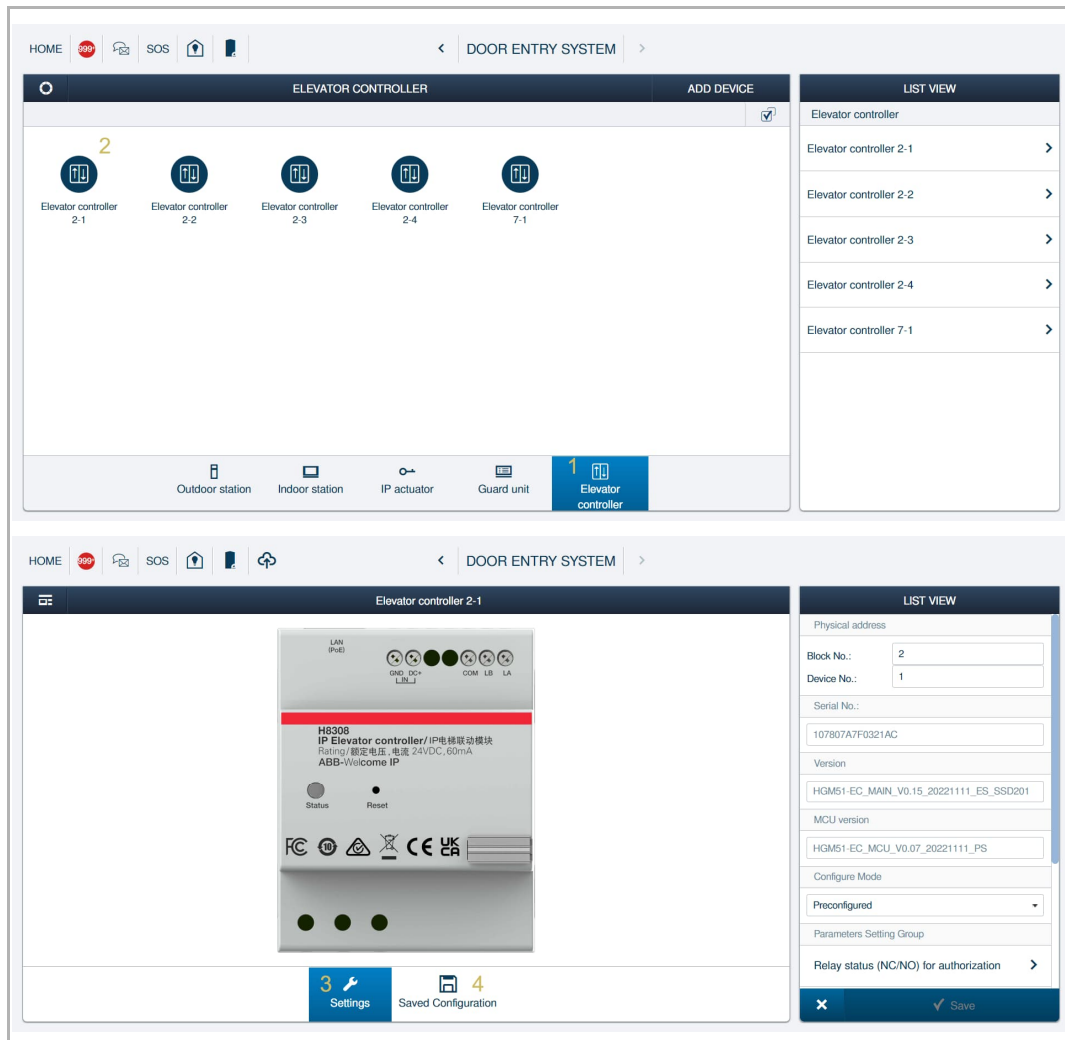 HOME 999+ SOS DOOR ENTRY SYSTEM
ELEVATOR CONTROLLER ADD DEVICE
2
Elevator controller
2-1
Elevator controller
2-2
Elevator controller
2-3
Elevator controller
2-4
Elevator controller
7-1
Outdoor station
Indoor station
IP actuator
Guard unit
1
Elevator
controller
LIST VIEW
Elevator controller
Elevator controller 2-1
Elevator controller 2-2
Elevator controller 2-3
Elevator controller 2-4
Elevator controller 7-1
HOME 999+ SOS DOOR ENTRY SYSTEM
Elevator controller 2-1
LAN
(PoE)
GND DC+ COM LB LA
IN
H8308
IP Elevator controller/IP电梯联动模块
Rating/额定电压, 电流 24VDC, 60mA
ABB-Welcome IP
Status Reset
FC 10 CE UK
CA
3 Settings
Saved Configuration 4
LIST VIEW
Physical address
Block No.: 2
Device No.: 1
Serial No.:
107807A7F0321AC
Version
HGM51-EC_MAIN_V0.15_20221111_ES_SSD201
MCU version
HGM51-EC_MCU_V0.07_20221111_PS
Configure Mode
Preconfigured
Parameters Setting Group
Relay status (NC/NO) for authorization
Save